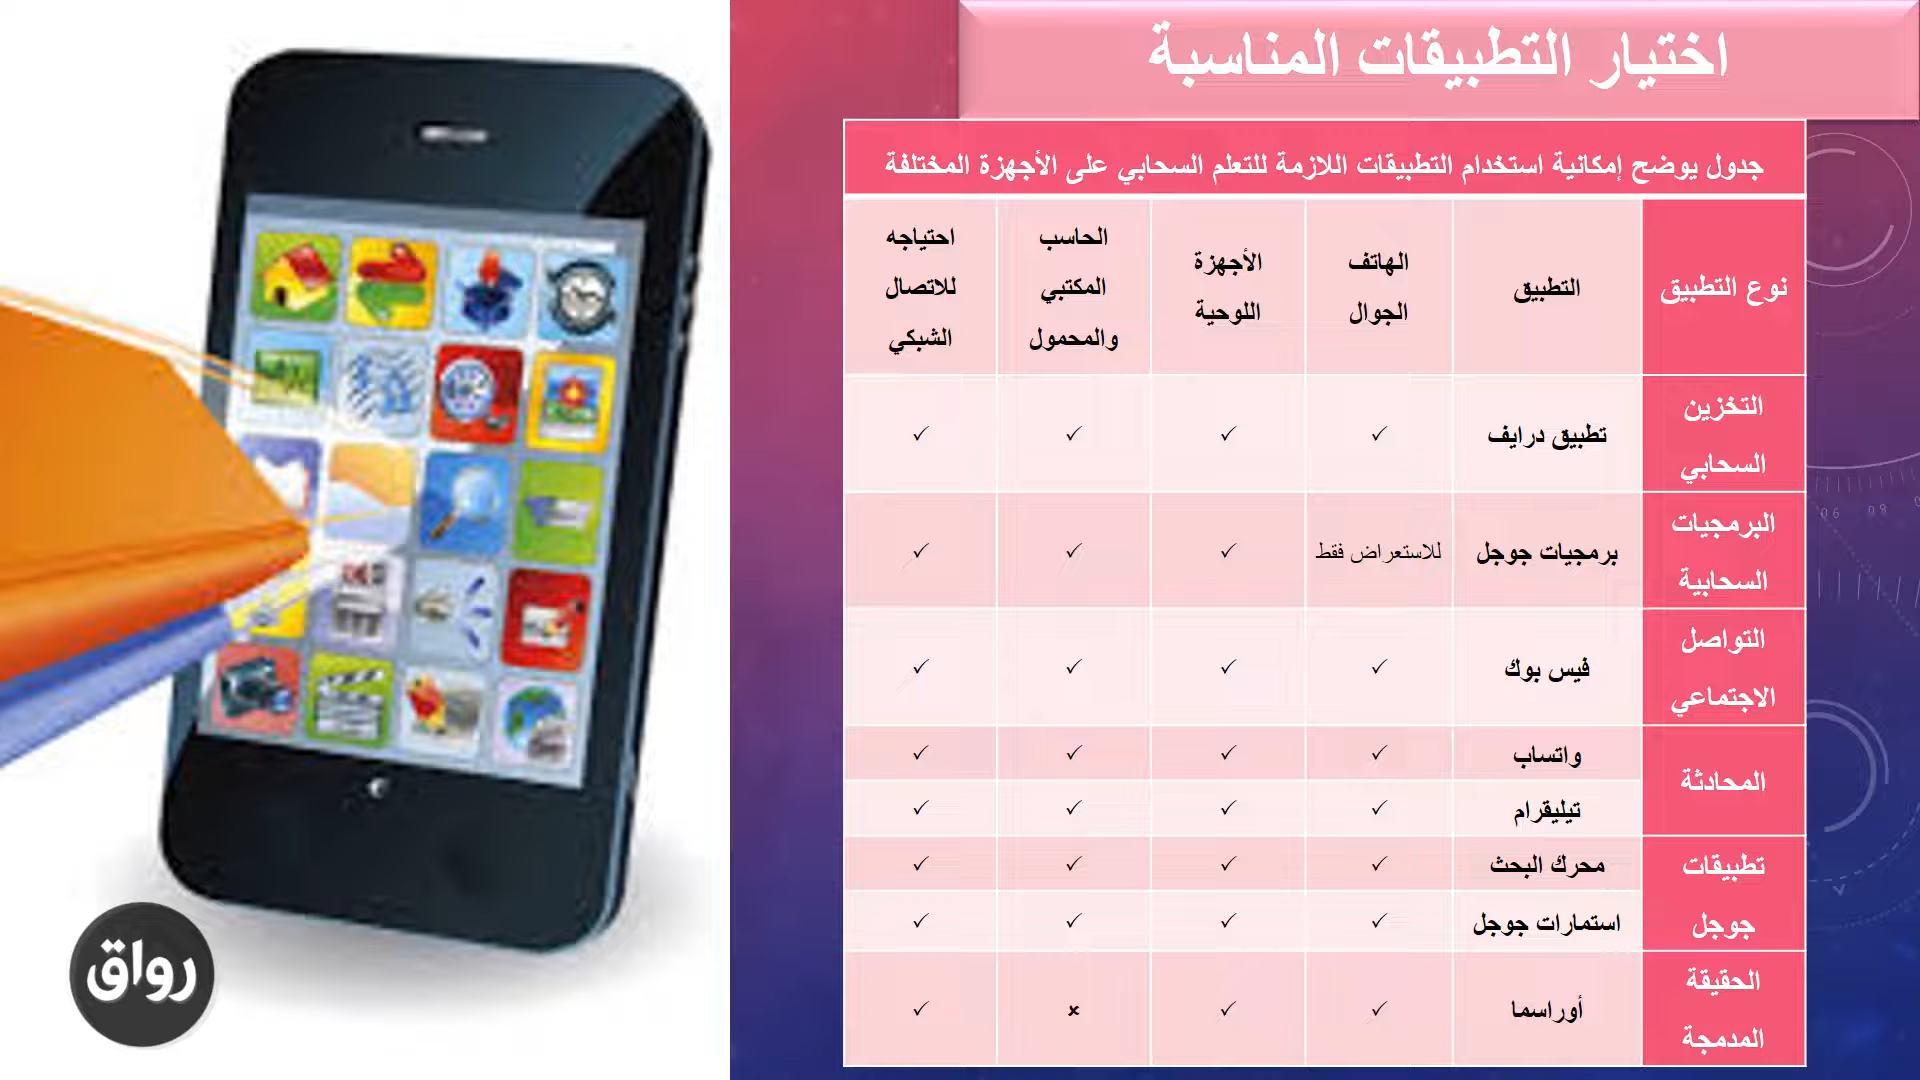 اختيار التطبيقات المناسبة
جدول يوضح إمكانية استخدام التطبيقات اللازمة للتعلم السحابي على الأجهزة المختلفة
نوع التطبيق
التطبيق
الهاتف
الجوال
الأجهزة
اللوحية
الحاسب
المكتبي
والمحمول
احتياجه
للاتصال
الشبكي
التخزين
السحابي
تطبيق درايف
✓
✓
✓
✓
البرمجيات
السحابية
برمجيات جوجل
للاستعراض فقط
✓
✓
✓
التواصل
الاجتماعي
فيس بوك
✓
✓
✓
✓
المحادثة
واتساب
✓
✓
✓
✓
تيليقرام
✓
✓
✓
✓
تطبيقات
جوجل
محرك البحث
✓
✓
✓
✓
استمارات جوجل
✓
✓
✓
✓
الحقيقة
المدمجة
أوراسما
✓
✓
×
✓
رواق